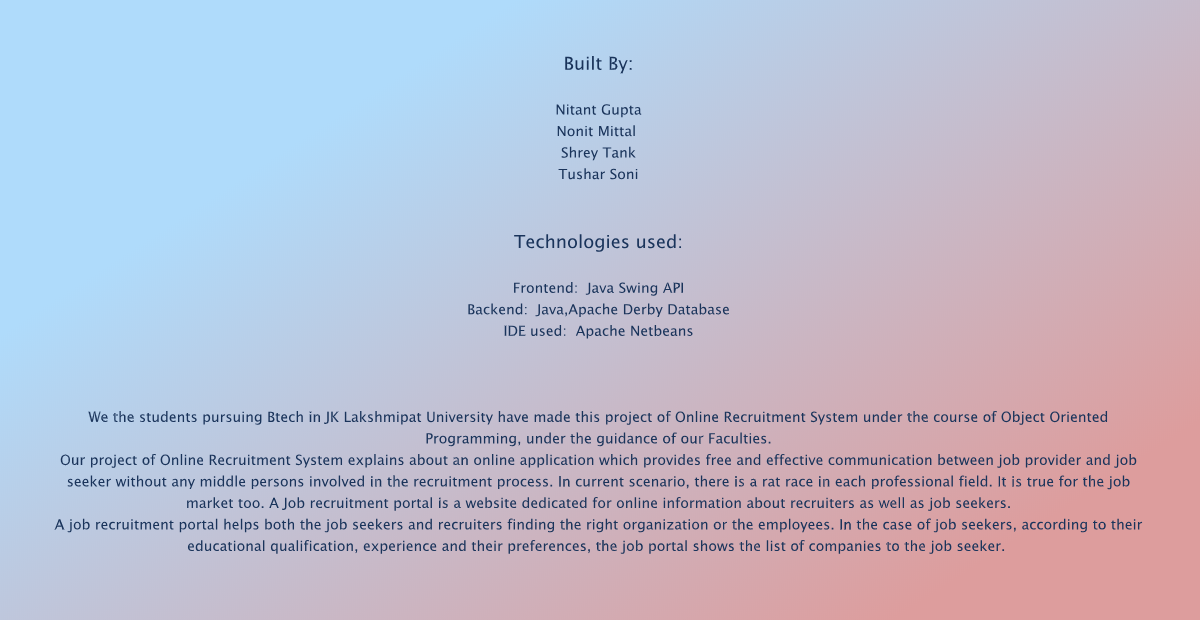 Built By:
Nitant Gupta
Nonit Mittal
Shrey Tank
Tushar Soni
Technologies used:
Frontend:  Java Swing API
Backend:  Java,Apache Derby Database
IDE used:  Apache Netbeans
We the students pursuing Btech in JK Lakshmipat University have made this project of Online Recruitment System under the course of Object Oriented
Programming, under the guidance of our Faculties.
Our project of Online Recruitment System explains about an online application which provides free and effective communication between job provider and job
seeker without any middle persons involved in the recruitment process. In current scenario, there is a rat race in each professional field. It is true for the job
market too. A Job recruitment portal is a website dedicated for online information about recruiters as well as job seekers.
A job recruitment portal helps both the job seekers and recruiters finding the right organization or the employees. In the case of job seekers, according to their
educational qualification, experience and their preferences, the job portal shows the list of companies to the job seeker.